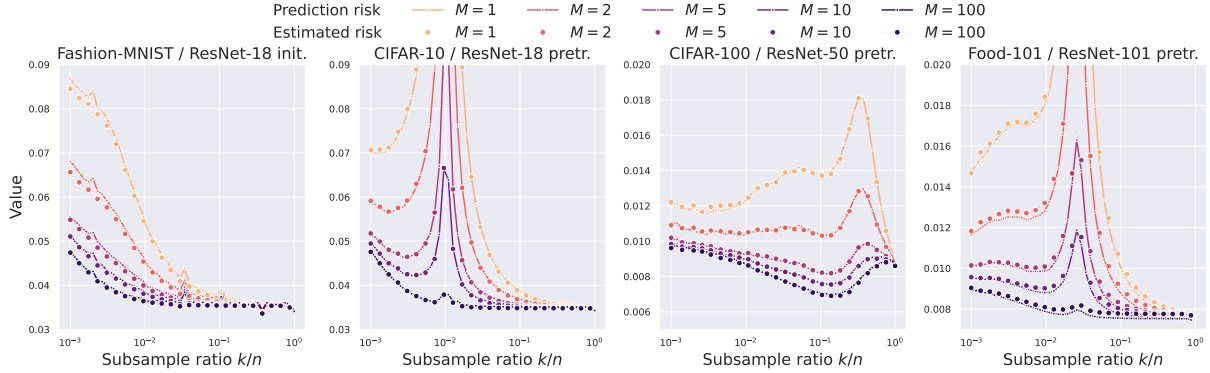 Prediction risk M = 1 M = 2 M = 5 M = 10 M = 100
Estimated risk M = 1 M = 2 M = 5 M = 10 M = 100
Fashion-MNIST / ResNet-18 init. CIFAR-10 / ResNet-18 pretr. CIFAR-100 / ResNet-50 pretr. Food-101 / ResNet-101 pretr.
Value
0.09
0.08
0.07
0.06
0.05
0.04
0.03
10⁻³ 10⁻² 10⁻¹ 10⁰
Subsample ratio k/n
0.09
0.08
0.07
0.06
0.05
0.04
0.03
10⁻³ 10⁻² 10⁻¹ 10⁰
Subsample ratio k/n
0.020
0.018
0.016
0.014
0.012
0.010
0.008
0.006
10⁻³ 10⁻² 10⁻¹ 10⁰
Subsample ratio k/n
0.020
0.018
0.016
0.014
0.012
0.010
0.008
10⁻³ 10⁻² 10⁻¹ 10⁰
Subsample ratio k/n